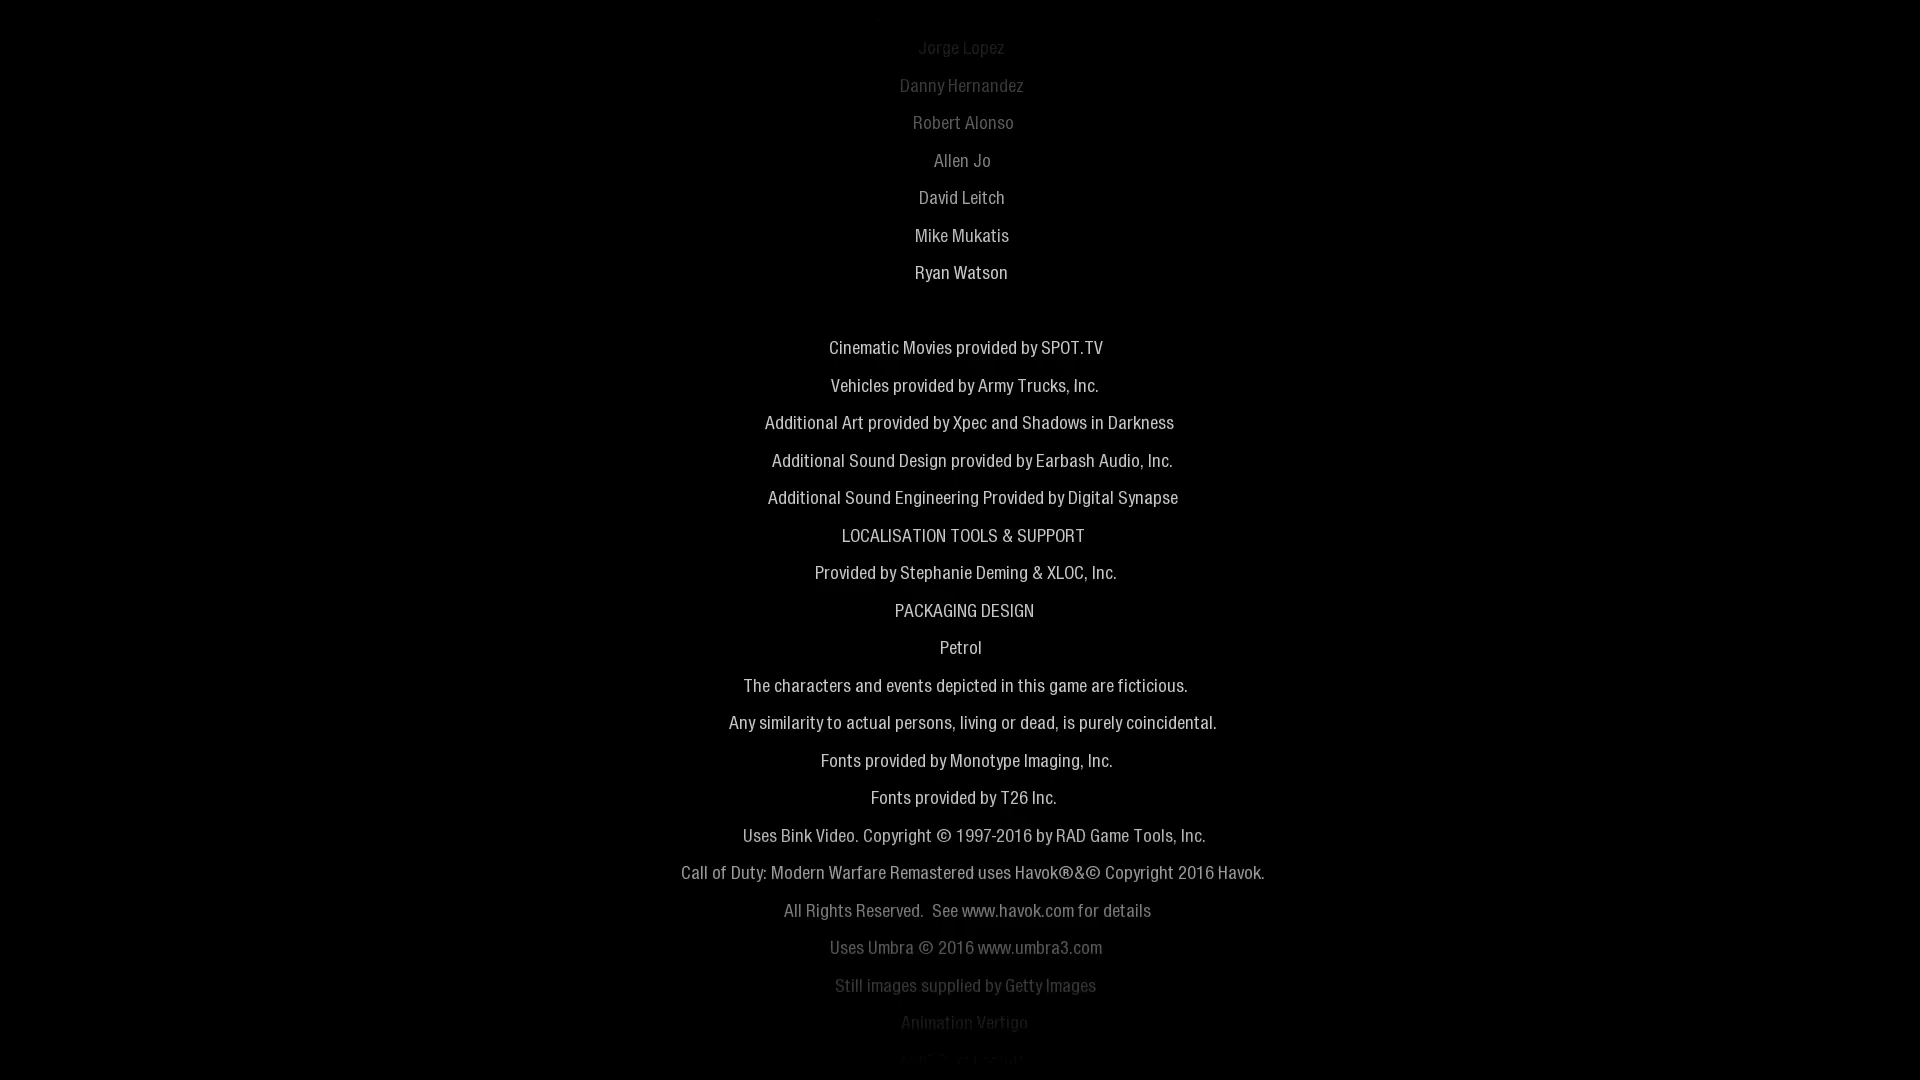 Jorge Lopez
Danny Hernandez
Robert Alonso
Allen Jo
David Leitch
Mike Mukatis
Ryan Watson
Cinematic Movies provided by SPOT.TV
Vehicles provided by Army Trucks, Inc.
Additional Art provided by Xpec and Shadows in Darkness
Additional Sound Design provided by Earbash Audio, Inc.
Additional Sound Engineering Provided by Digital Synapse
LOCALISATION TOOLS & SUPPORT
Provided by Stephanie Deming & XLOC, Inc.
PACKAGING DESIGN
Petrol
The characters and events depicted in this game are ficticious.
Any similarity to actual persons, living or dead, is purely coincidental.
Fonts provided by Monotype Imaging, Inc.
Fonts provided by T26 Inc.
Uses Bink Video. Copyright © 1997-2016 by RAD Game Tools, Inc.
Call of Duty: Modern Warfare Remastered uses Havok®&© Copyright 2016 Havok.
All Rights Reserved.  See www.havok.com for details
Uses Umbra © 2016 www.umbra3.com
Still images supplied by Getty Images
Animation Vertigo